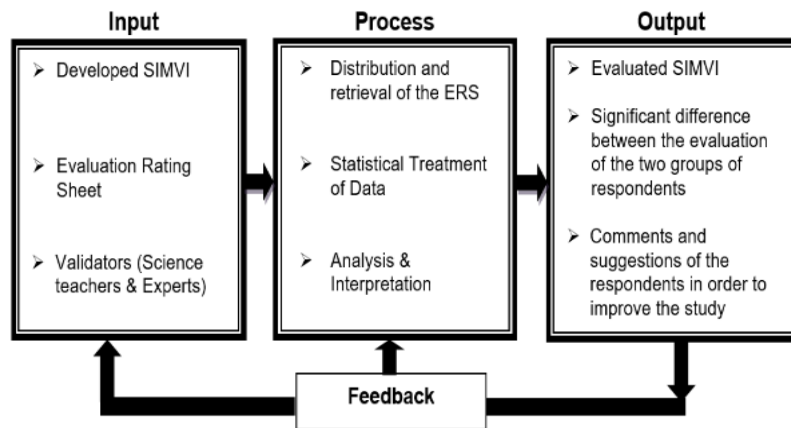 Input
➢ Developed SIMVI
➢ Evaluation Rating
Sheet
➢ Validators (Science
teachers & Experts)
Process
➢ Distribution and
retrieval of the ERS
➢ Statistical Treatment
of Data
➢ Analysis &
Interpretation
Output
➢ Evaluated SIMVI
➢ Significant difference
between the evaluation
of the two groups of
respondents
➢ Comments and
suggestions of the
respondents in order to
improve the study
Feedback